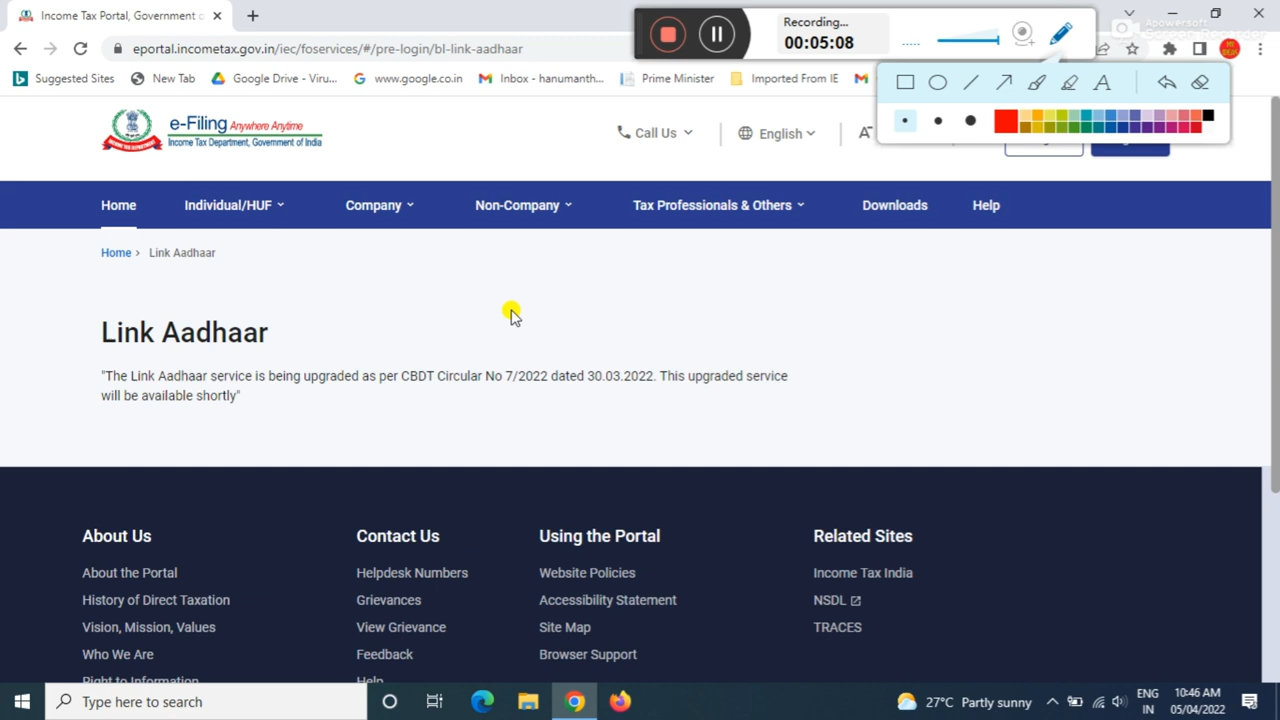 Income Tax Portal, Government o
Recording...
00:05:08
Apowersoft
Screen Recorder
eportal.incometax.gov.in/iec/foservices/#/pre-login/bl-link-aadhaar
Suggested Sites
New Tab
Google Drive - Viru...
www.google.co.in
Inbox - hanumanth...
Prime Minister
Imported From IE
A
e-Filing Anywhere Anytime
Income Tax Department, Government of India
Call Us
English
A
Home
Individual/HUF
Company
Non-Company
Tax Professionals & Others
Downloads
Help
Home > Link Aadhaar
Link Aadhaar
"The Link Aadhaar service is being upgraded as per CBDT Circular No 7/2022 dated 30.03.2022. This upgraded service
will be available shortly"
About Us
Contact Us
Using the Portal
Related Sites
About the Portal
Helpdesk Numbers
Website Policies
Income Tax India
History of Direct Taxation
Grievances
Accessibility Statement
NSDL
Vision, Mission, Values
View Grievance
Site Map
TRACES
Who We Are
Feedback
Browser Support
Right to Information
Help
Type here to search
27°C Partly sunny
ENG
IN
10:46 AM
05/04/2022